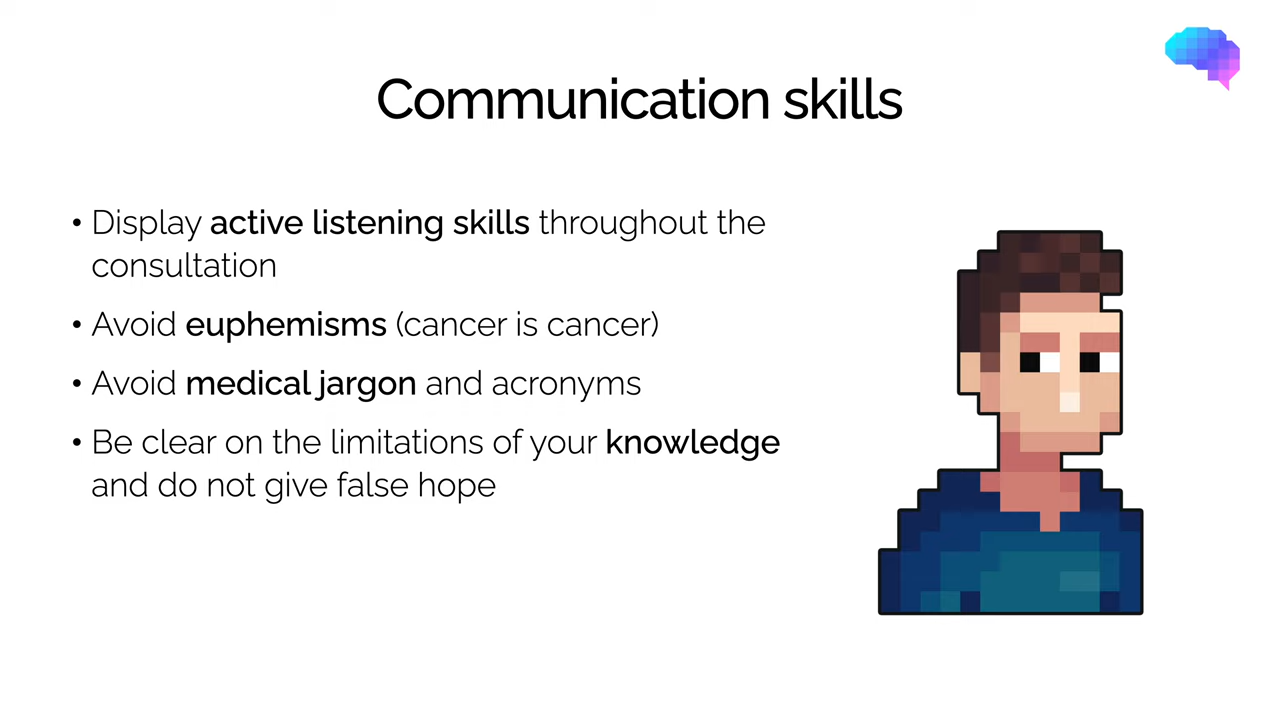 Communication skills
• Display active listening skills throughout the
consultation
• Avoid euphemisms (cancer is cancer)
• Avoid medical jargon and acronyms
• Be clear on the limitations of your knowledge
and do not give false hope